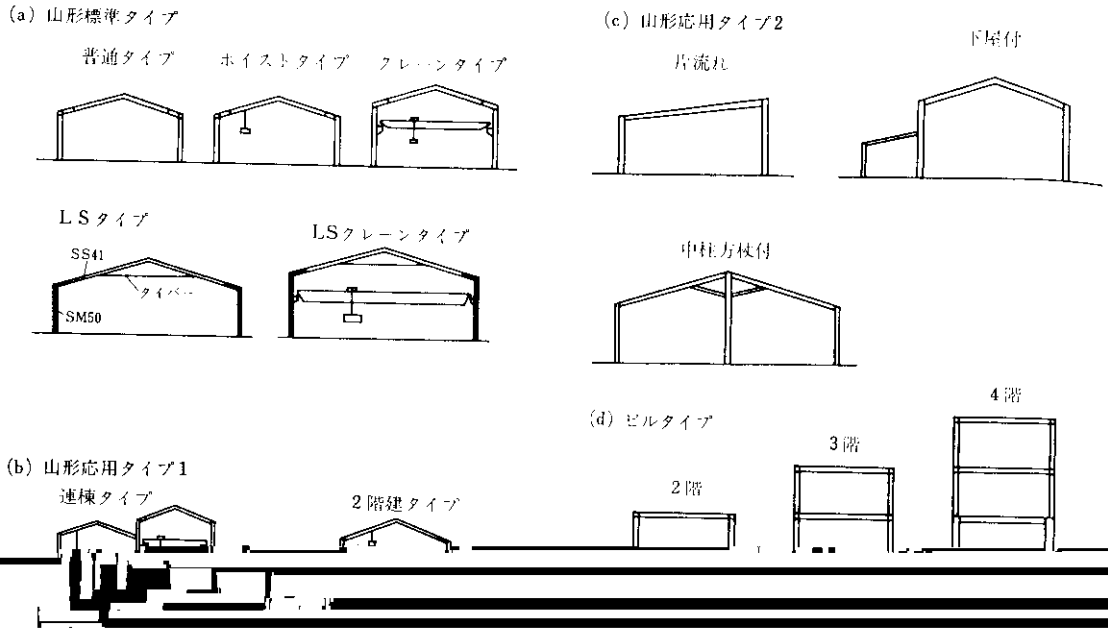 (a) 山形標準タイプ
普通タイプ
ホイストタイプ
クレーンタイプ
LSタイプ
SS41
タイバー
SM50
LSクレーンタイプ
(b) 山形応用タイプ1
連棟タイプ
2階建タイプ
(c) 山形応用タイプ2
片流れ
下屋付
中柱方杖付
(d) ビルタイプ
2階
3階
4階